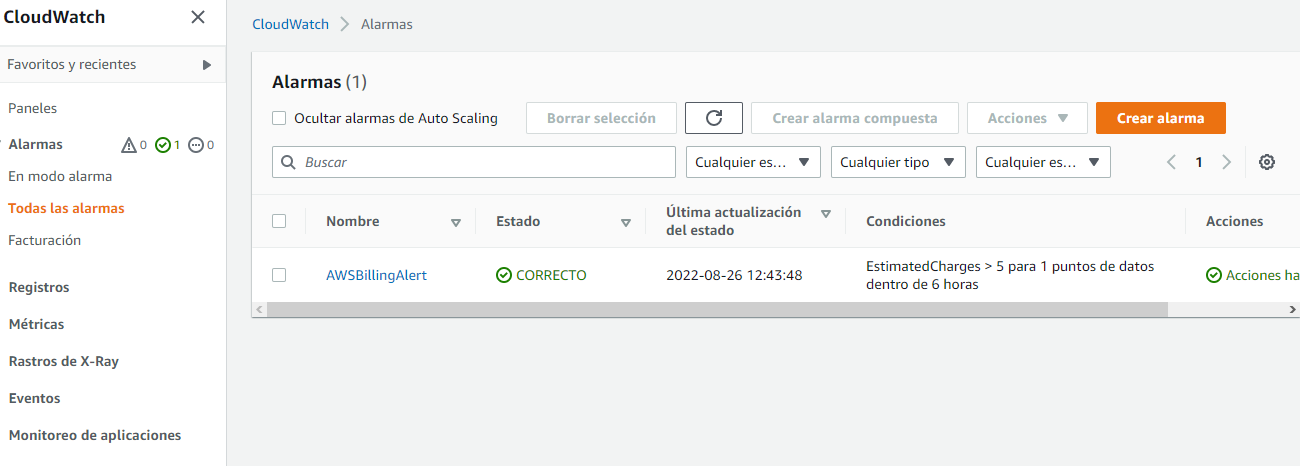 CloudWatch
Favoritos y recientes
Paneles
Alarmas 0 1 0
En modo alarma
Todas las alarmas
Facturación
Registros
Métricas
Rastros de X-Ray
Eventos
Monitoreo de aplicaciones
CloudWatch Alarmas
Alarmas (1)
Ocultar alarmas de Auto Scaling Borrar selección Crear alarma compuesta Acciones Crear alarma
Buscar Cualquier es... Cualquier tipo Cualquier es... 1
Nombre Estado Última actualización del estado Condiciones Acciones
AWSBillingAlert CORRECTO 2022-08-26 12:43:48 EstimatedCharges > 5 para 1 puntos de datos dentro de 6 horas Acciones ha